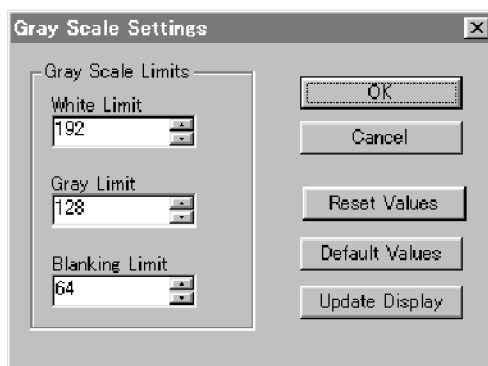 Gray Scale Settings
Gray Scale Limits
White Limit
192
Gray Limit
128
Blanking Limit
64
OK
Cancel
Reset Values
Default Values
Update Display